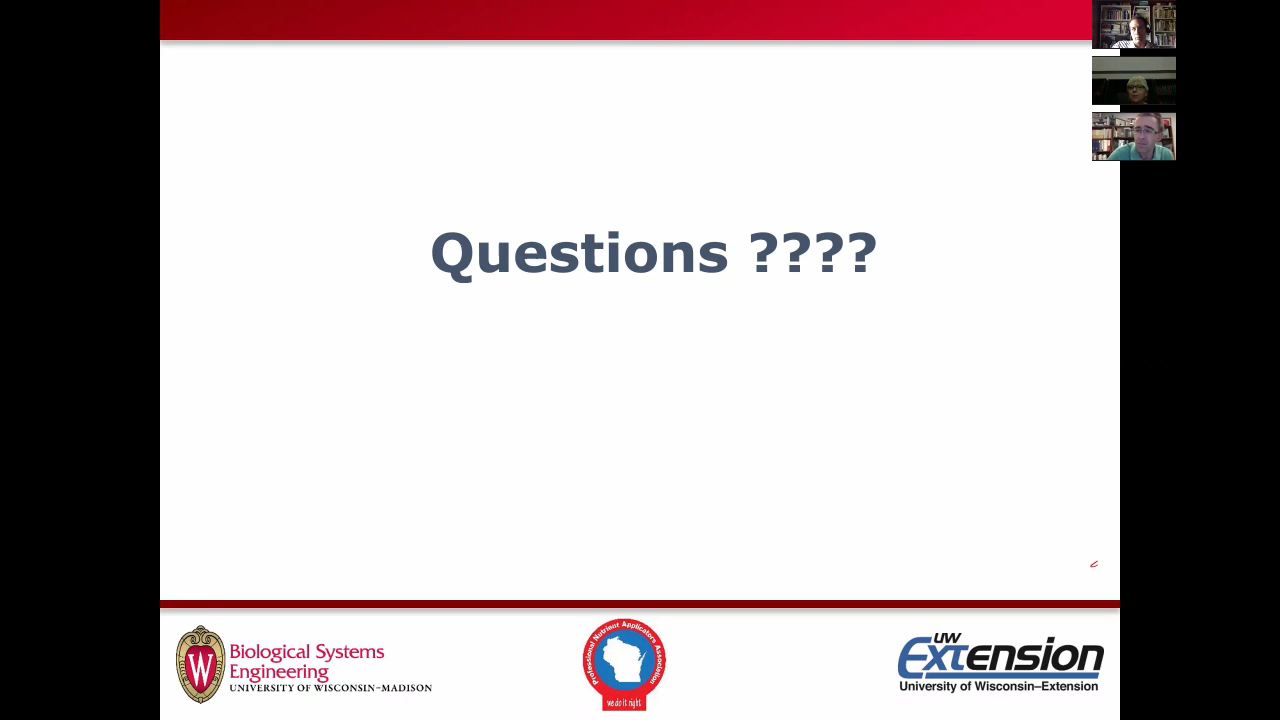 Questions ????
Biological Systems
Engineering
UNIVERSITY OF WISCONSIN–MADISON
Professional Nutrient Applicators Association
we do it right
UW
Extension
University of Wisconsin–Extension